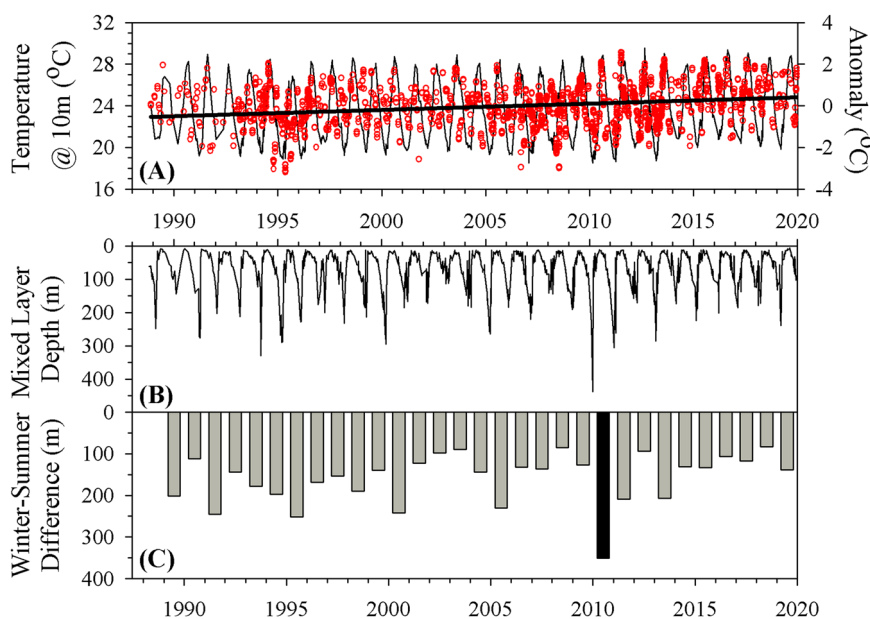 Temperature
@ 10m (°C)
32
28
24
20
16
(A)
4
2
0
-2
-4
Anomaly (°C)
1990 1995 2000 2005 2010 2015 2020
Mixed Layer
Depth (m)
0
100
200
300
400
(B)
Winter-Summer
Difference (m)
0
100
200
300
400
(C)
1990 1995 2000 2005 2010 2015 2020